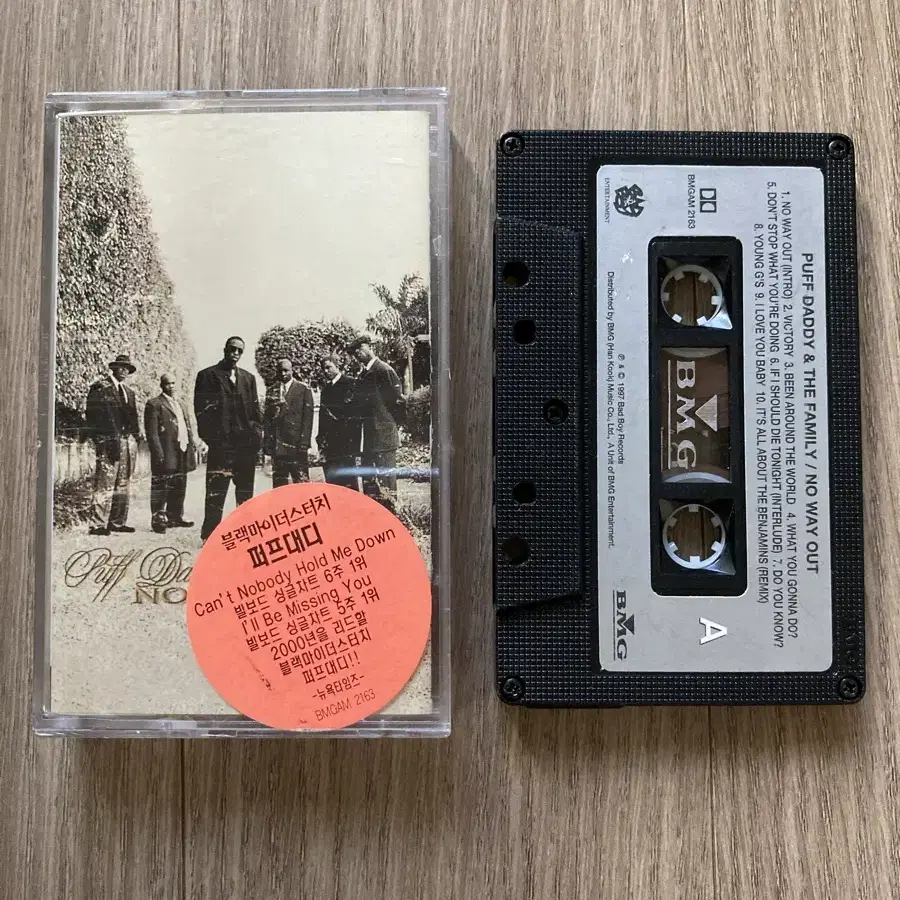 Puff Da
NO
블랙마이더스터치
퍼프대디
Can't Nobody Hold Me Down
빌보드 싱글차트 6주 1위
I'll Be Missing You
빌보드 싱글차트 5주 1위
2000년을 리드할
블랙마이더스터치
퍼프대디!!
-뉴욕타임즈-
BMGAM 2163
PUFF DADDY & THE FAMILY / NO WAY OUT
1. NO WAY OUT (INTRO) 2. VICTORY 3. BEEN AROUND THE WORLD 4. WHAT YOU GONNA DO?
5. DON'T STOP WHAT YOU'RE DOING 6. IF I SHOULD DIE TONIGHT (INTERLUDE) 7. DO YOU KNOW?
8. YOUNG G'S 9. I LOVE YOU BABY 10. IT'S ALL ABOUT THE BENJAMINS (REMIX)
BMGAM 2163
BAD BOY
ENTERTAINMENT
BMG
BMG
A
℗ & © 1997 Bad Boy Records
Distributed by BMG (Han Kook) Music Co., Ltd., A Unit of BMG Entertainment.